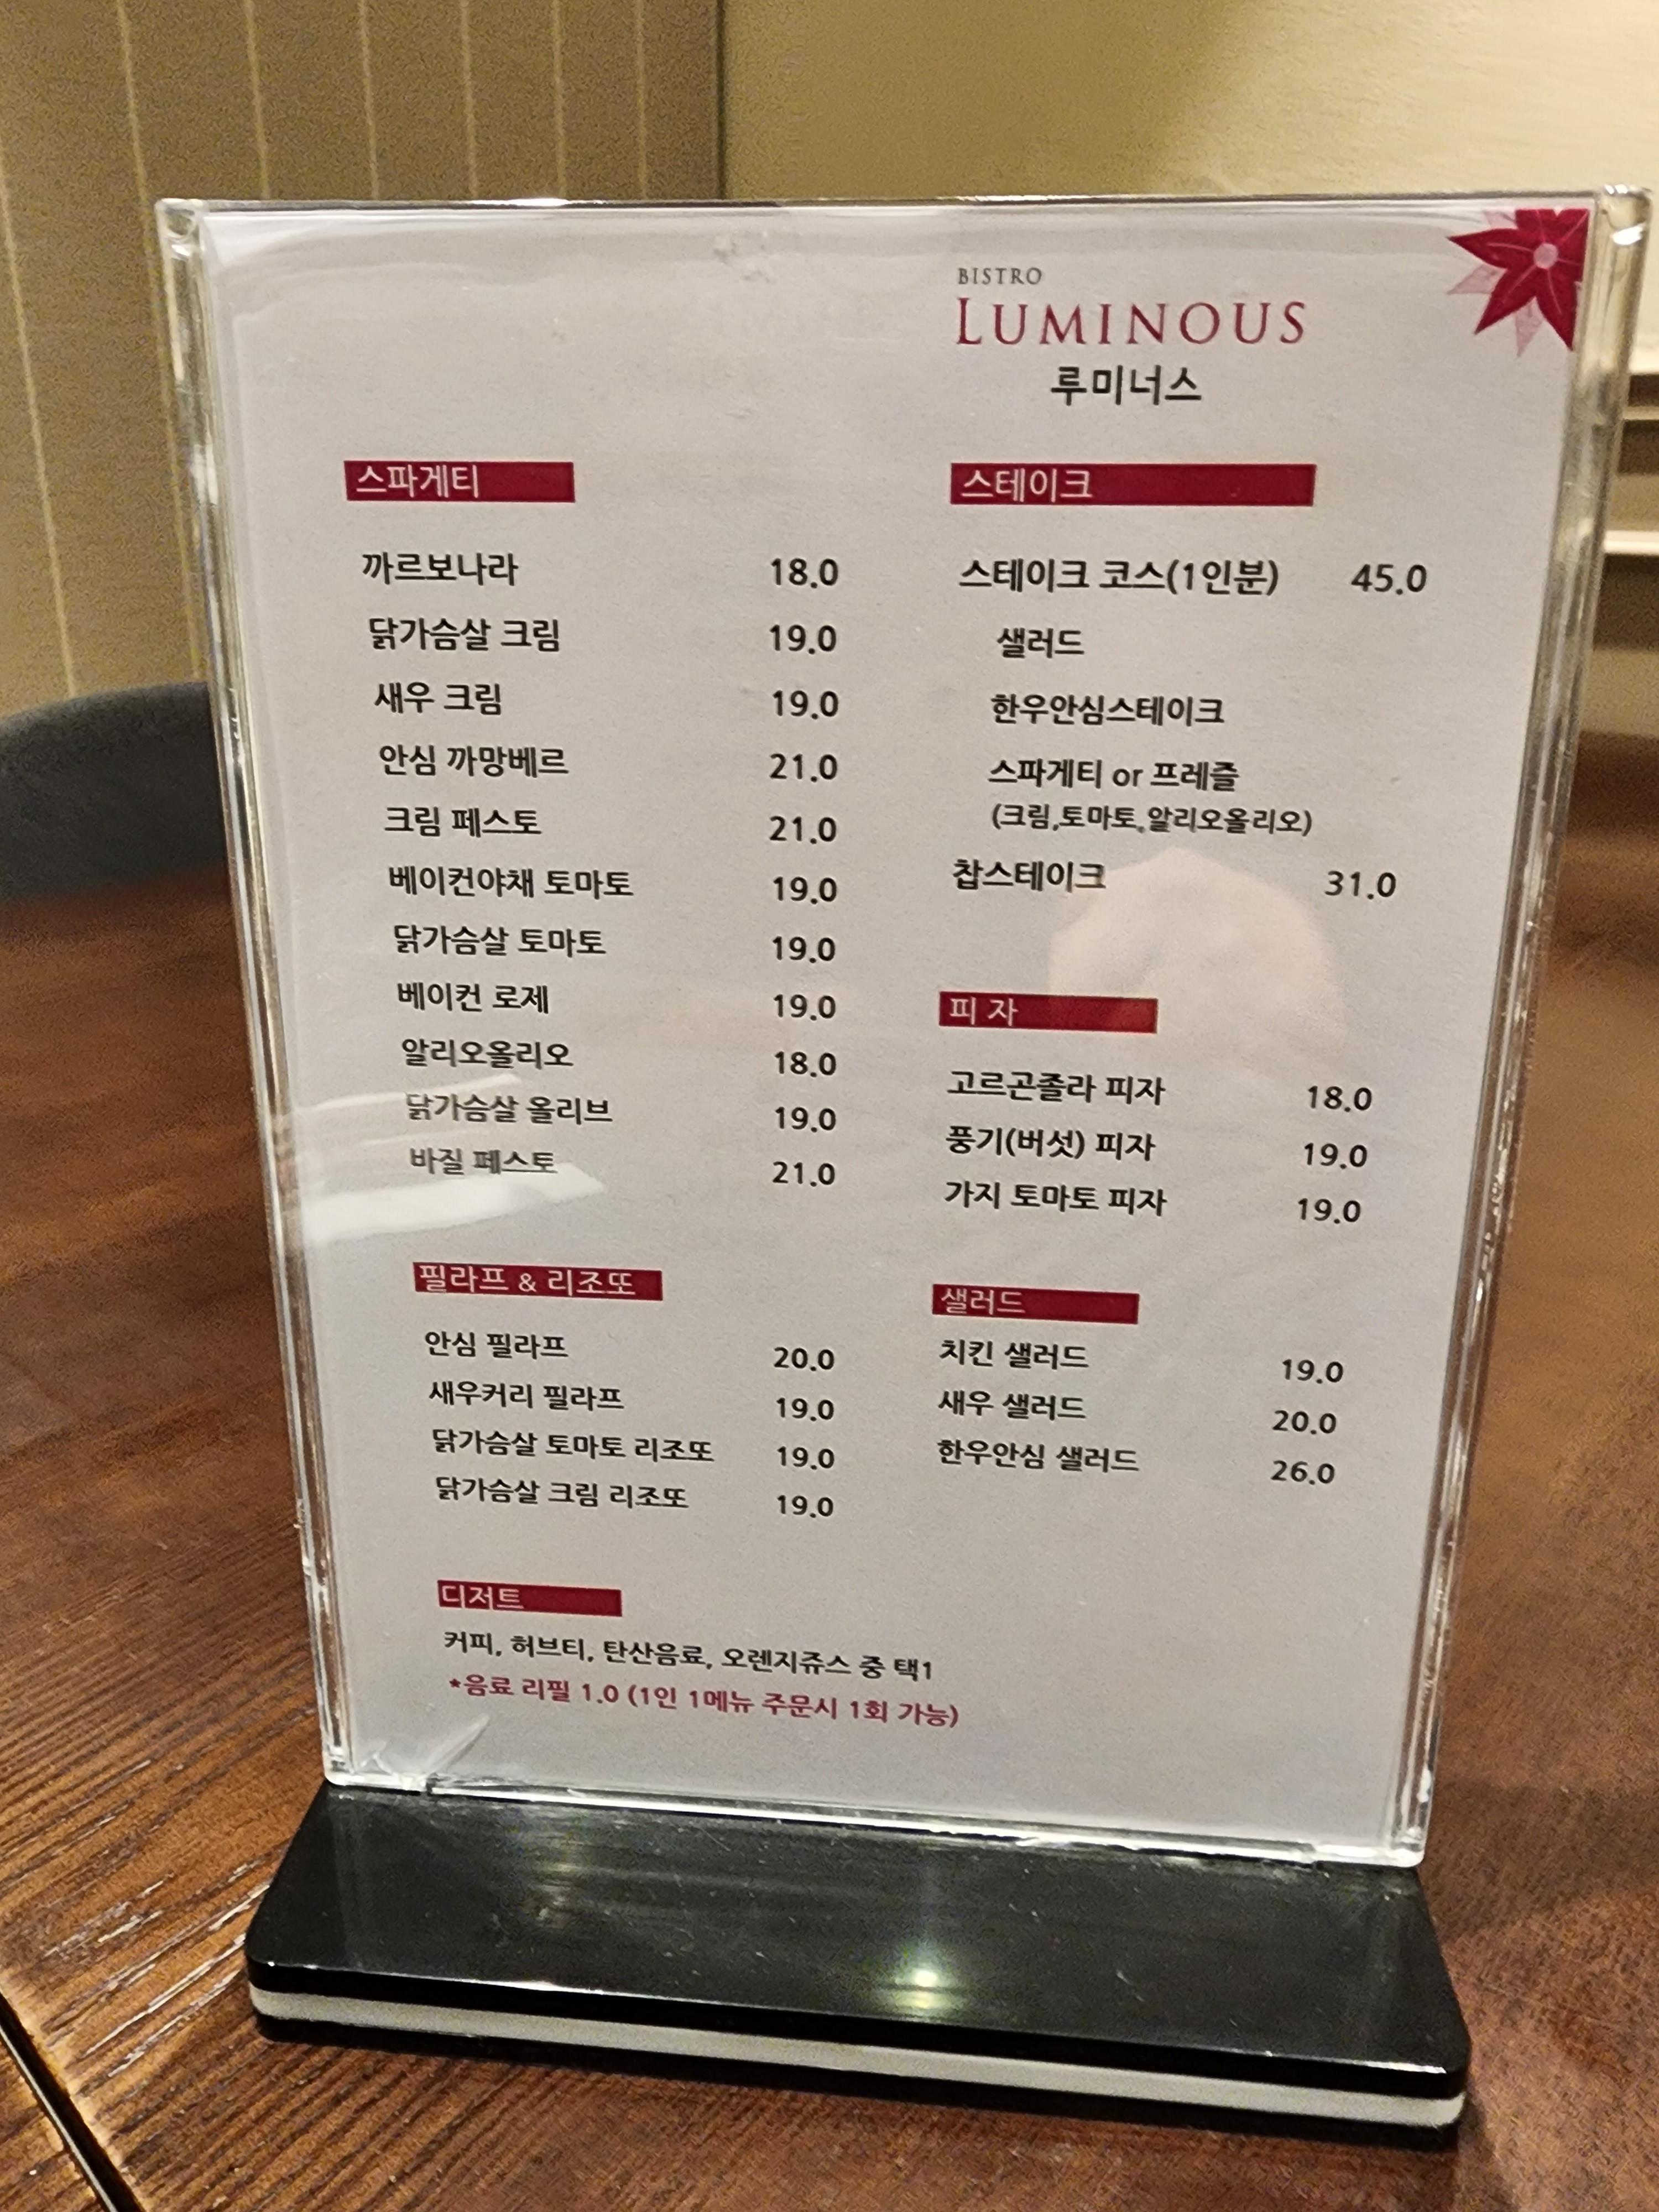 BISTRO
LUMINOUS
루미너스
스파게티
까르보나라 18.0
닭가슴살 크림 19.0
새우 크림 19.0
안심 까망베르 21.0
크림 페스토 21.0
베이컨야채 토마토 19.0
닭가슴살 토마토 19.0
베이컨 로제 19.0
알리오올리오 18.0
닭가슴살 올리브 19.0
바질 페스토 21.0
필라프 & 리조또
안심 필라프 20.0
새우커리 필라프 19.0
닭가슴살 토마토 리조또 19.0
닭가슴살 크림 리조또 19.0
스테이크
스테이크 코스(1인분) 45.0
샐러드
한우안심스테이크
스파게티 or 프레즐
(크림,토마토,알리오올리오)
찹스테이크 31.0
피 자
고르곤졸라 피자 18.0
풍기(버섯) 피자 19.0
가지 토마토 피자 19.0
샐러드
치킨 샐러드 19.0
새우 샐러드 20.0
한우안심 샐러드 26.0
디저트
커피, 허브티, 탄산음료, 오렌지쥬스 중 택1
*음료 리필 1.0 (1인 1메뉴 주문시 1회 가능)